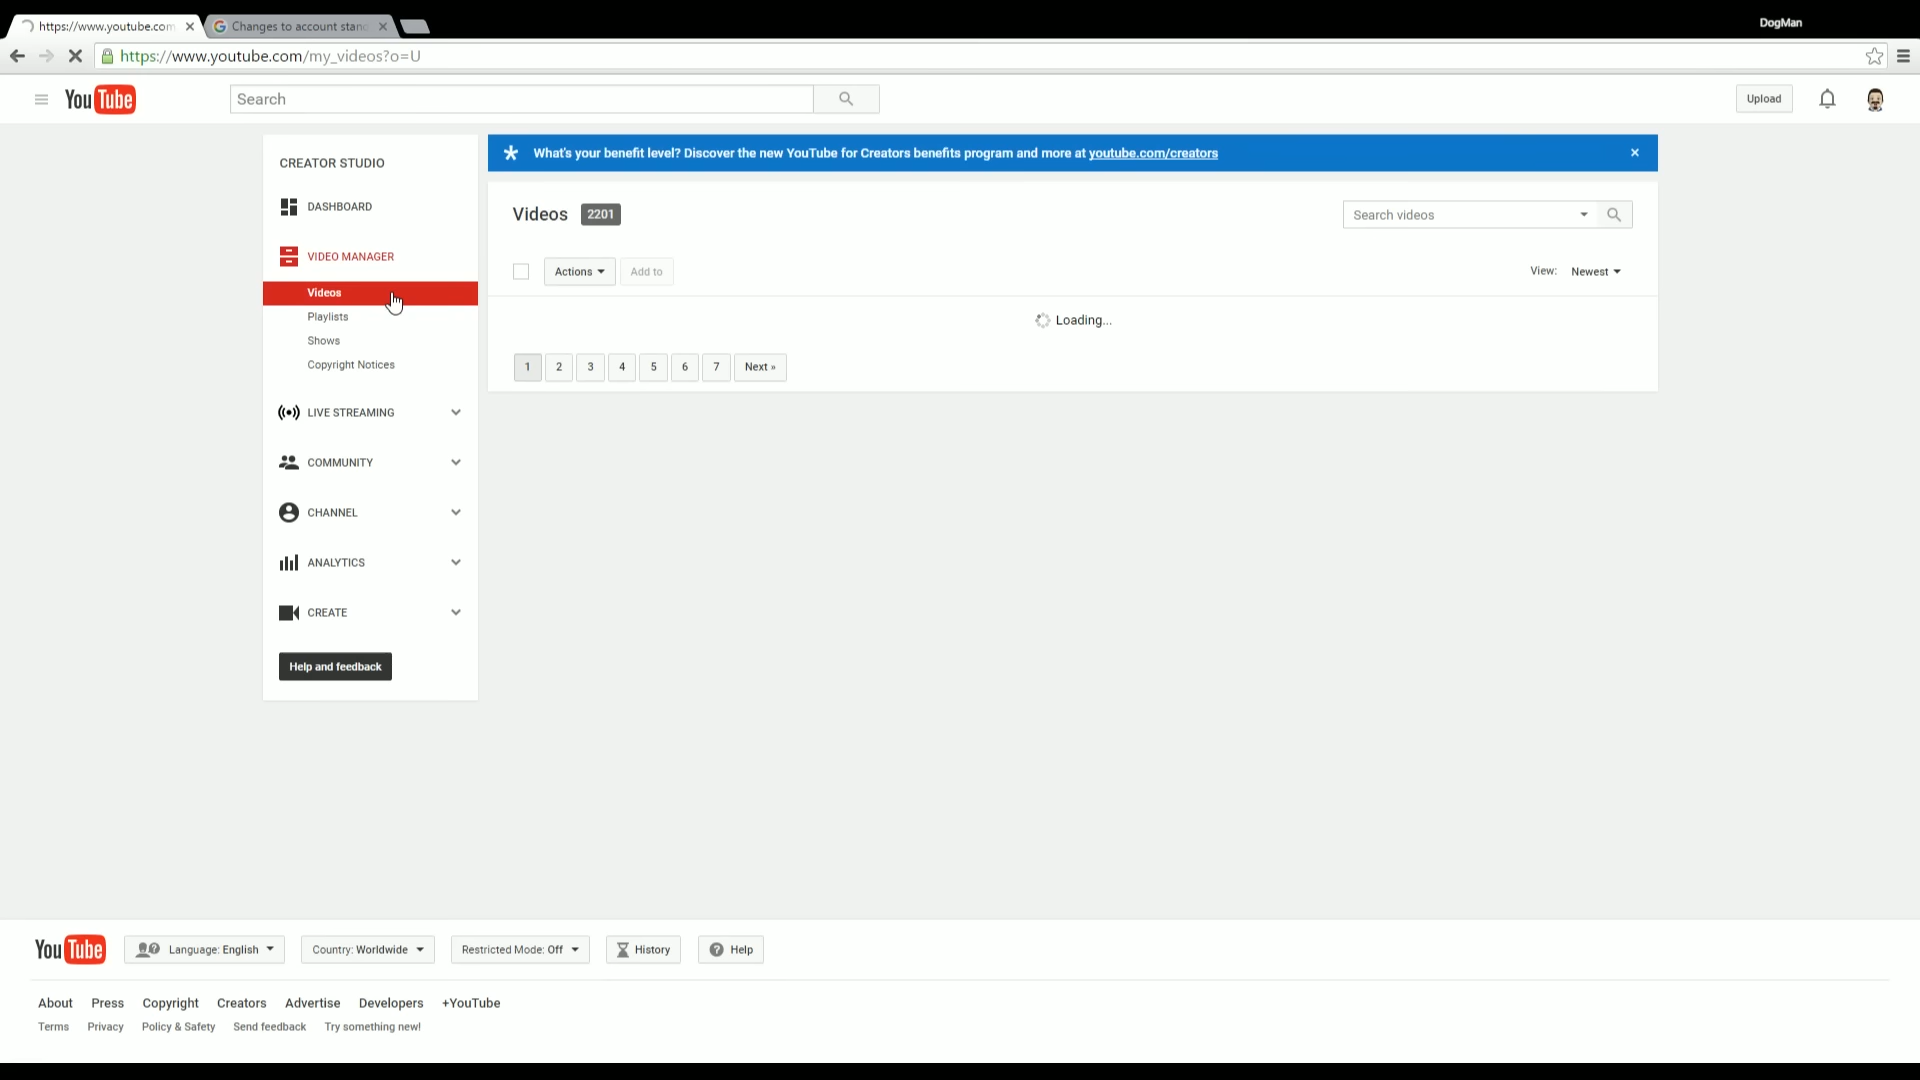 DogMan
https://www.youtube.com
Changes to account stand
https://www.youtube.com/my_videos?o=U
YouTube
Search
Upload
CREATOR STUDIO
DASHBOARD
VIDEO MANAGER
Videos
Playlists
Shows
Copyright Notices
LIVE STREAMING
COMMUNITY
CHANNEL
ANALYTICS
CREATE
Help and feedback
What's your benefit level? Discover the new YouTube for Creators benefits program and more at youtube.com/creators
Videos 2201
Search videos
Actions Add to
View: Newest
Loading...
1 2 3 4 5 6 7 Next »
YouTube Language: English Country: Worldwide Restricted Mode: Off History Help
About Press Copyright Creators Advertise Developers +YouTube
Terms Privacy Policy & Safety Send feedback Try something new!